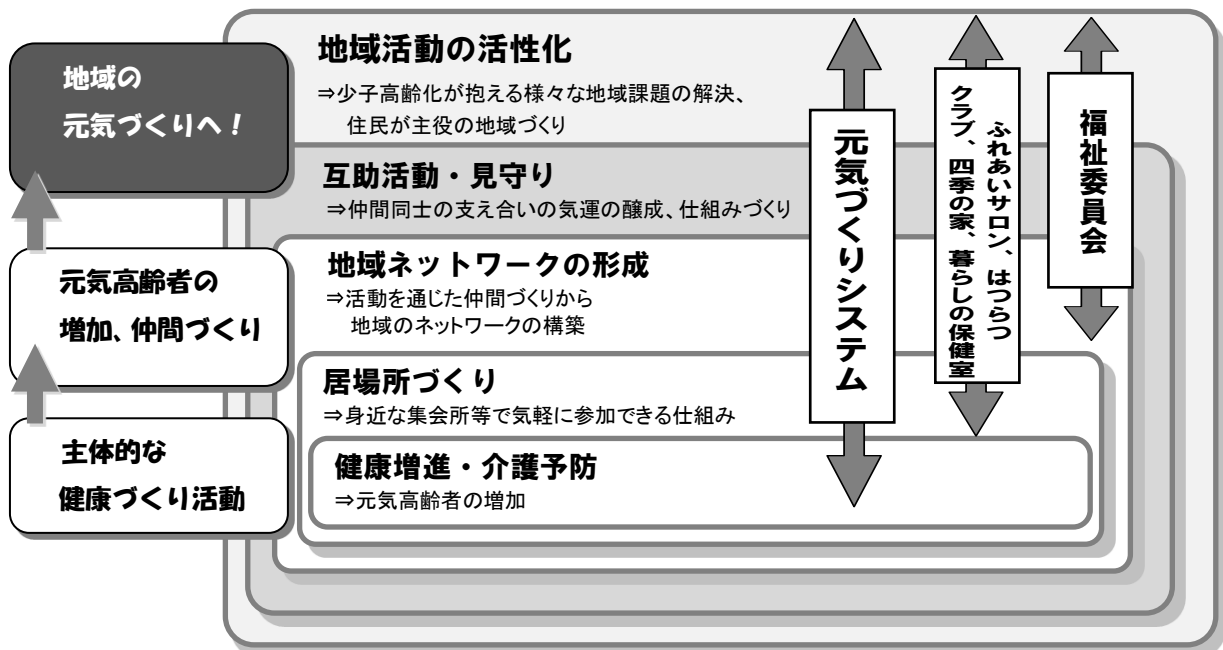 地域の
元気づくりへ！
元気高齢者の
増加、仲間づくり
主体的な
健康づくり活動
地域活動の活性化
⇒少子高齢化が抱える様々な地域課題の解決、
住民が主役の地域づくり
互助活動・見守り
⇒仲間同士の支え合いの気運の醸成、仕組みづくり
地域ネットワークの形成
⇒活動を通じた仲間づくりから
地域のネットワークの構築
居場所づくり
⇒身近な集会所等で気軽に参加できる仕組み
健康増進・介護予防
⇒元気高齢者の増加
元気づくりシステム
ふれあいサロン、はつらつ
クラブ、四季の家、暮らしの保健室
福祉委員会